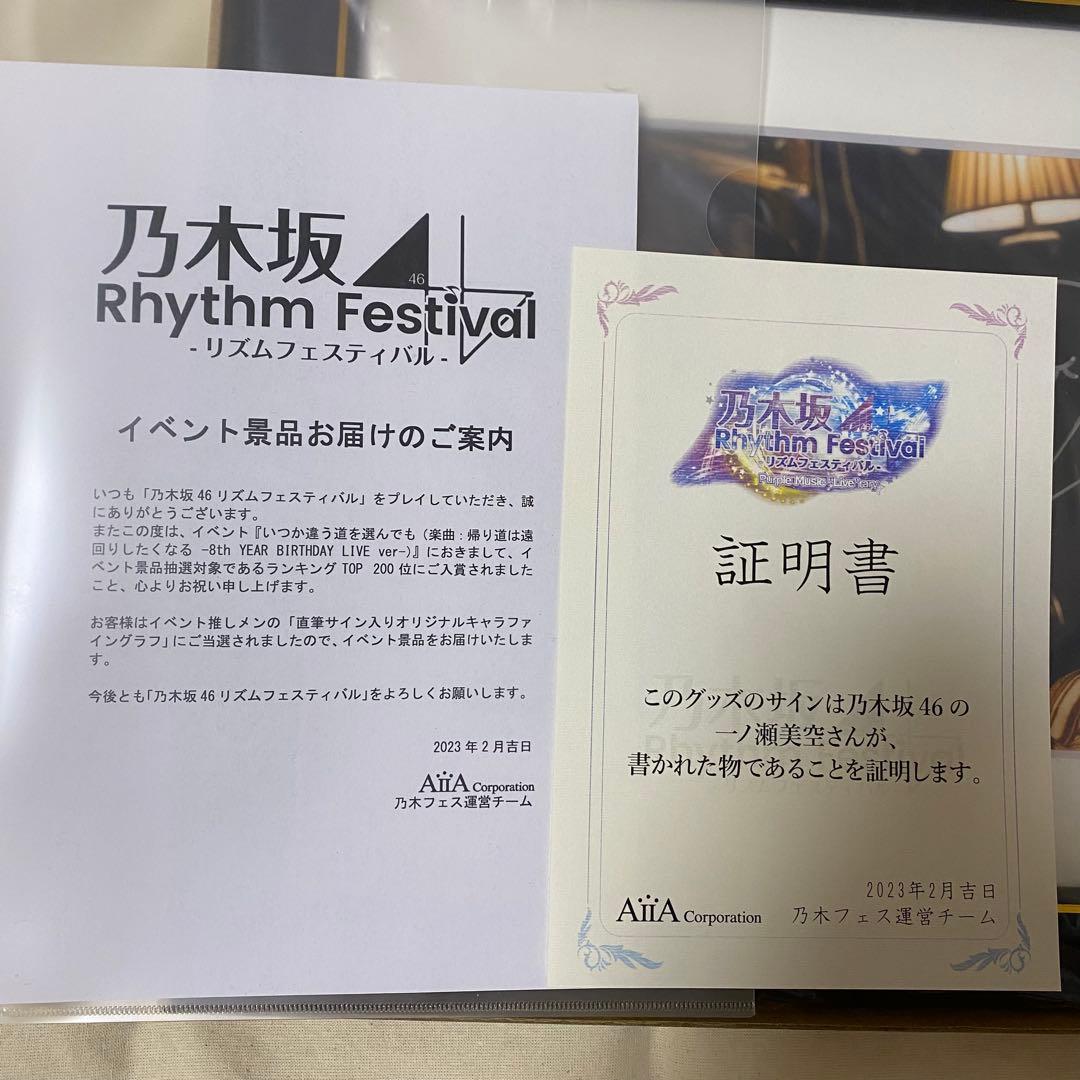 乃木坂46
Rhythm Festival
-リズムフェスティバル-
イベント景品お届けのご案内
いつも「乃木坂46リズムフェスティバル」をプレイしていただき、誠
にありがとうございます。
またこの度は、イベント『いつか違う道を選んでも（楽曲：帰り道は遠
回りしたくなる -8th YEAR BIRTHDAY LIVE ver-)』におきまして、イ
ベント景品抽選対象であるランキング TOP 200 位にご入賞されました
こと、心よりお祝い申し上げます。
お客様はイベント推しメンの「直筆サイン入りオリジナルキャラファ
イングラフ」にご当選されましたので、イベント景品をお届けいたしま
す。
今後とも「乃木坂46リズムフェスティバル」をよろしくお願いします。
2023年2月吉日
AiiA Corporation
乃木フェス運営チーム
乃木坂46
Rhythm Festival
-リズムフェスティバル-
Purple Music "Live"rary
証明書
このグッズのサインは乃木坂46の
一ノ瀬美空さんが、
書かれた物であることを証明します。
2023年2月吉日
AiiA Corporation 乃木フェス運営チーム